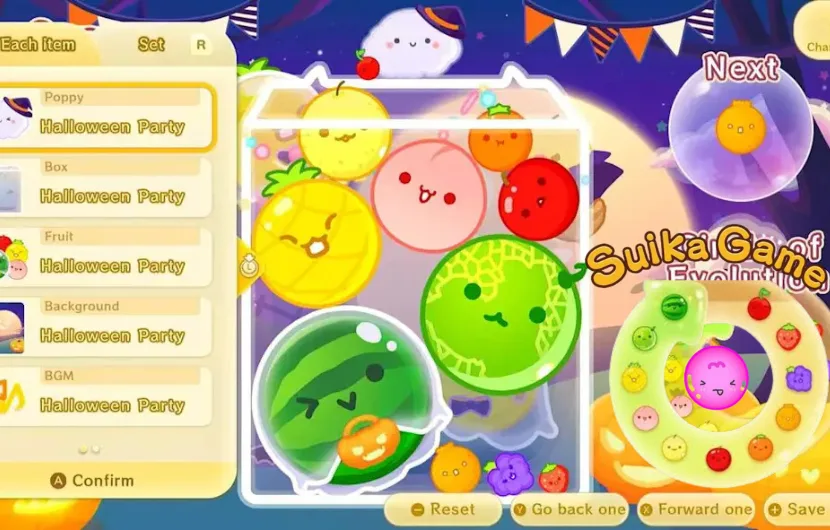 Each item
Set
R
Poppy
Halloween Party
Box
Halloween Party
Fruit
Halloween Party
Background
Halloween Party
BGM
Halloween Party
A Confirm
Next
Suika Game
of
Reset
Y Go back one
X Forward one
+ Save